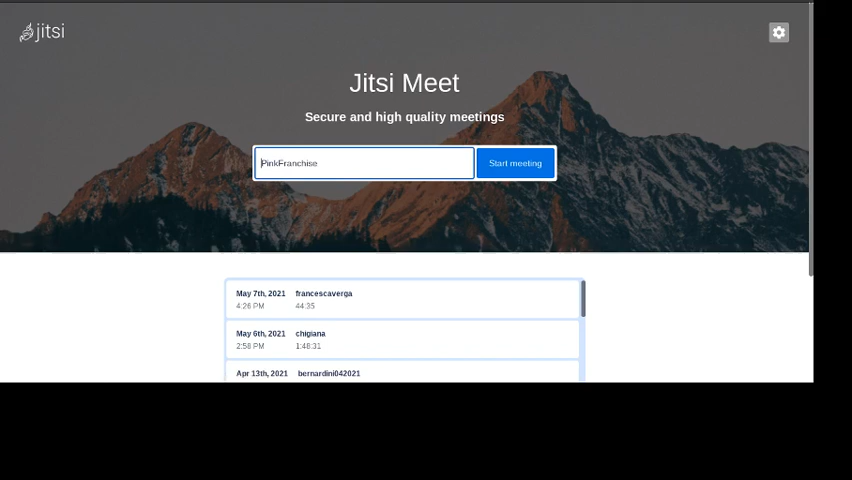 jitsi
Jitsi Meet
Secure and high quality meetings
PinkFranchise
Start meeting
May 7th, 2021 francescaverga
4:26 PM 44:35
May 6th, 2021 chigiana
2:58 PM 1:48:31
Apr 13th, 2021 bernardini042021